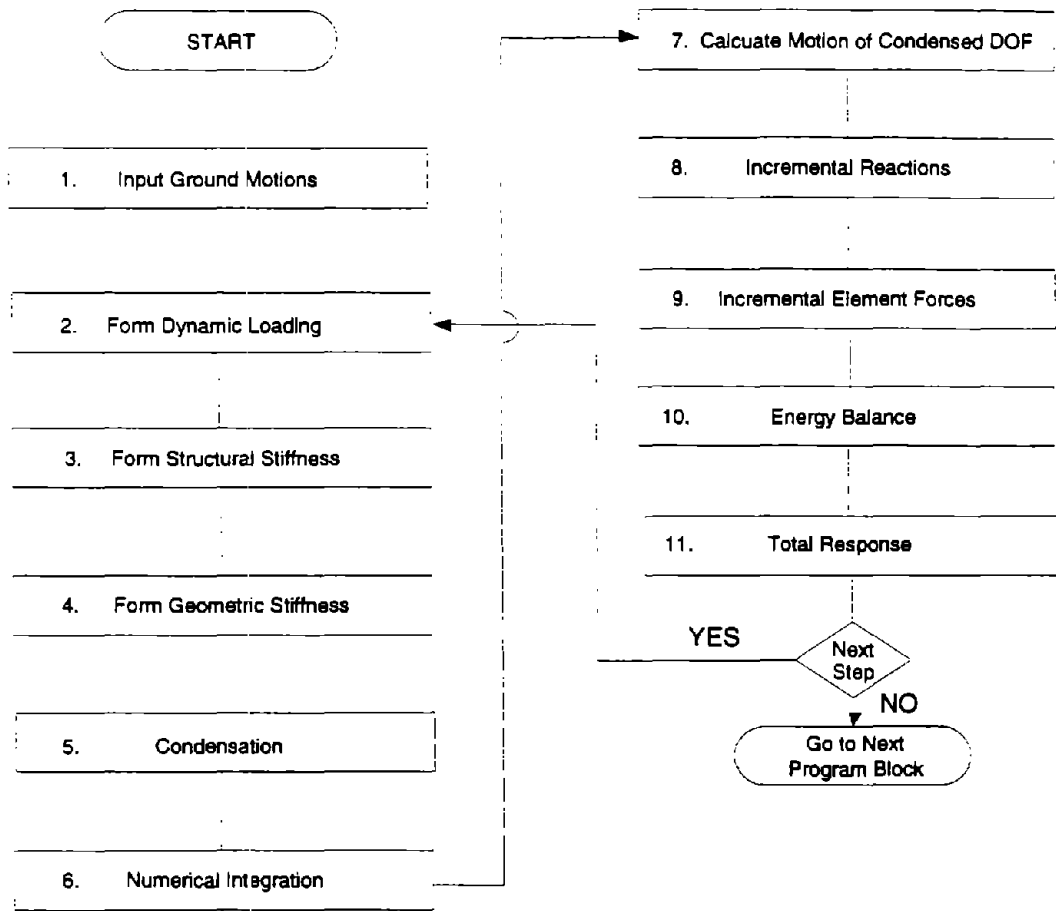 START
1. Input Ground Motions
2. Form Dynamic Loading
3. Form Structural Stiffness
4. Form Geometric Stiffness
5. Condensation
6. Numerical Integration
7. Calcuate Motion of Condensed DOF
8. Incremental Reactions
9. Incremental Element Forces
10. Energy Balance
11. Total Response
Next
Step
YES
NO
Go to Next
Program Block